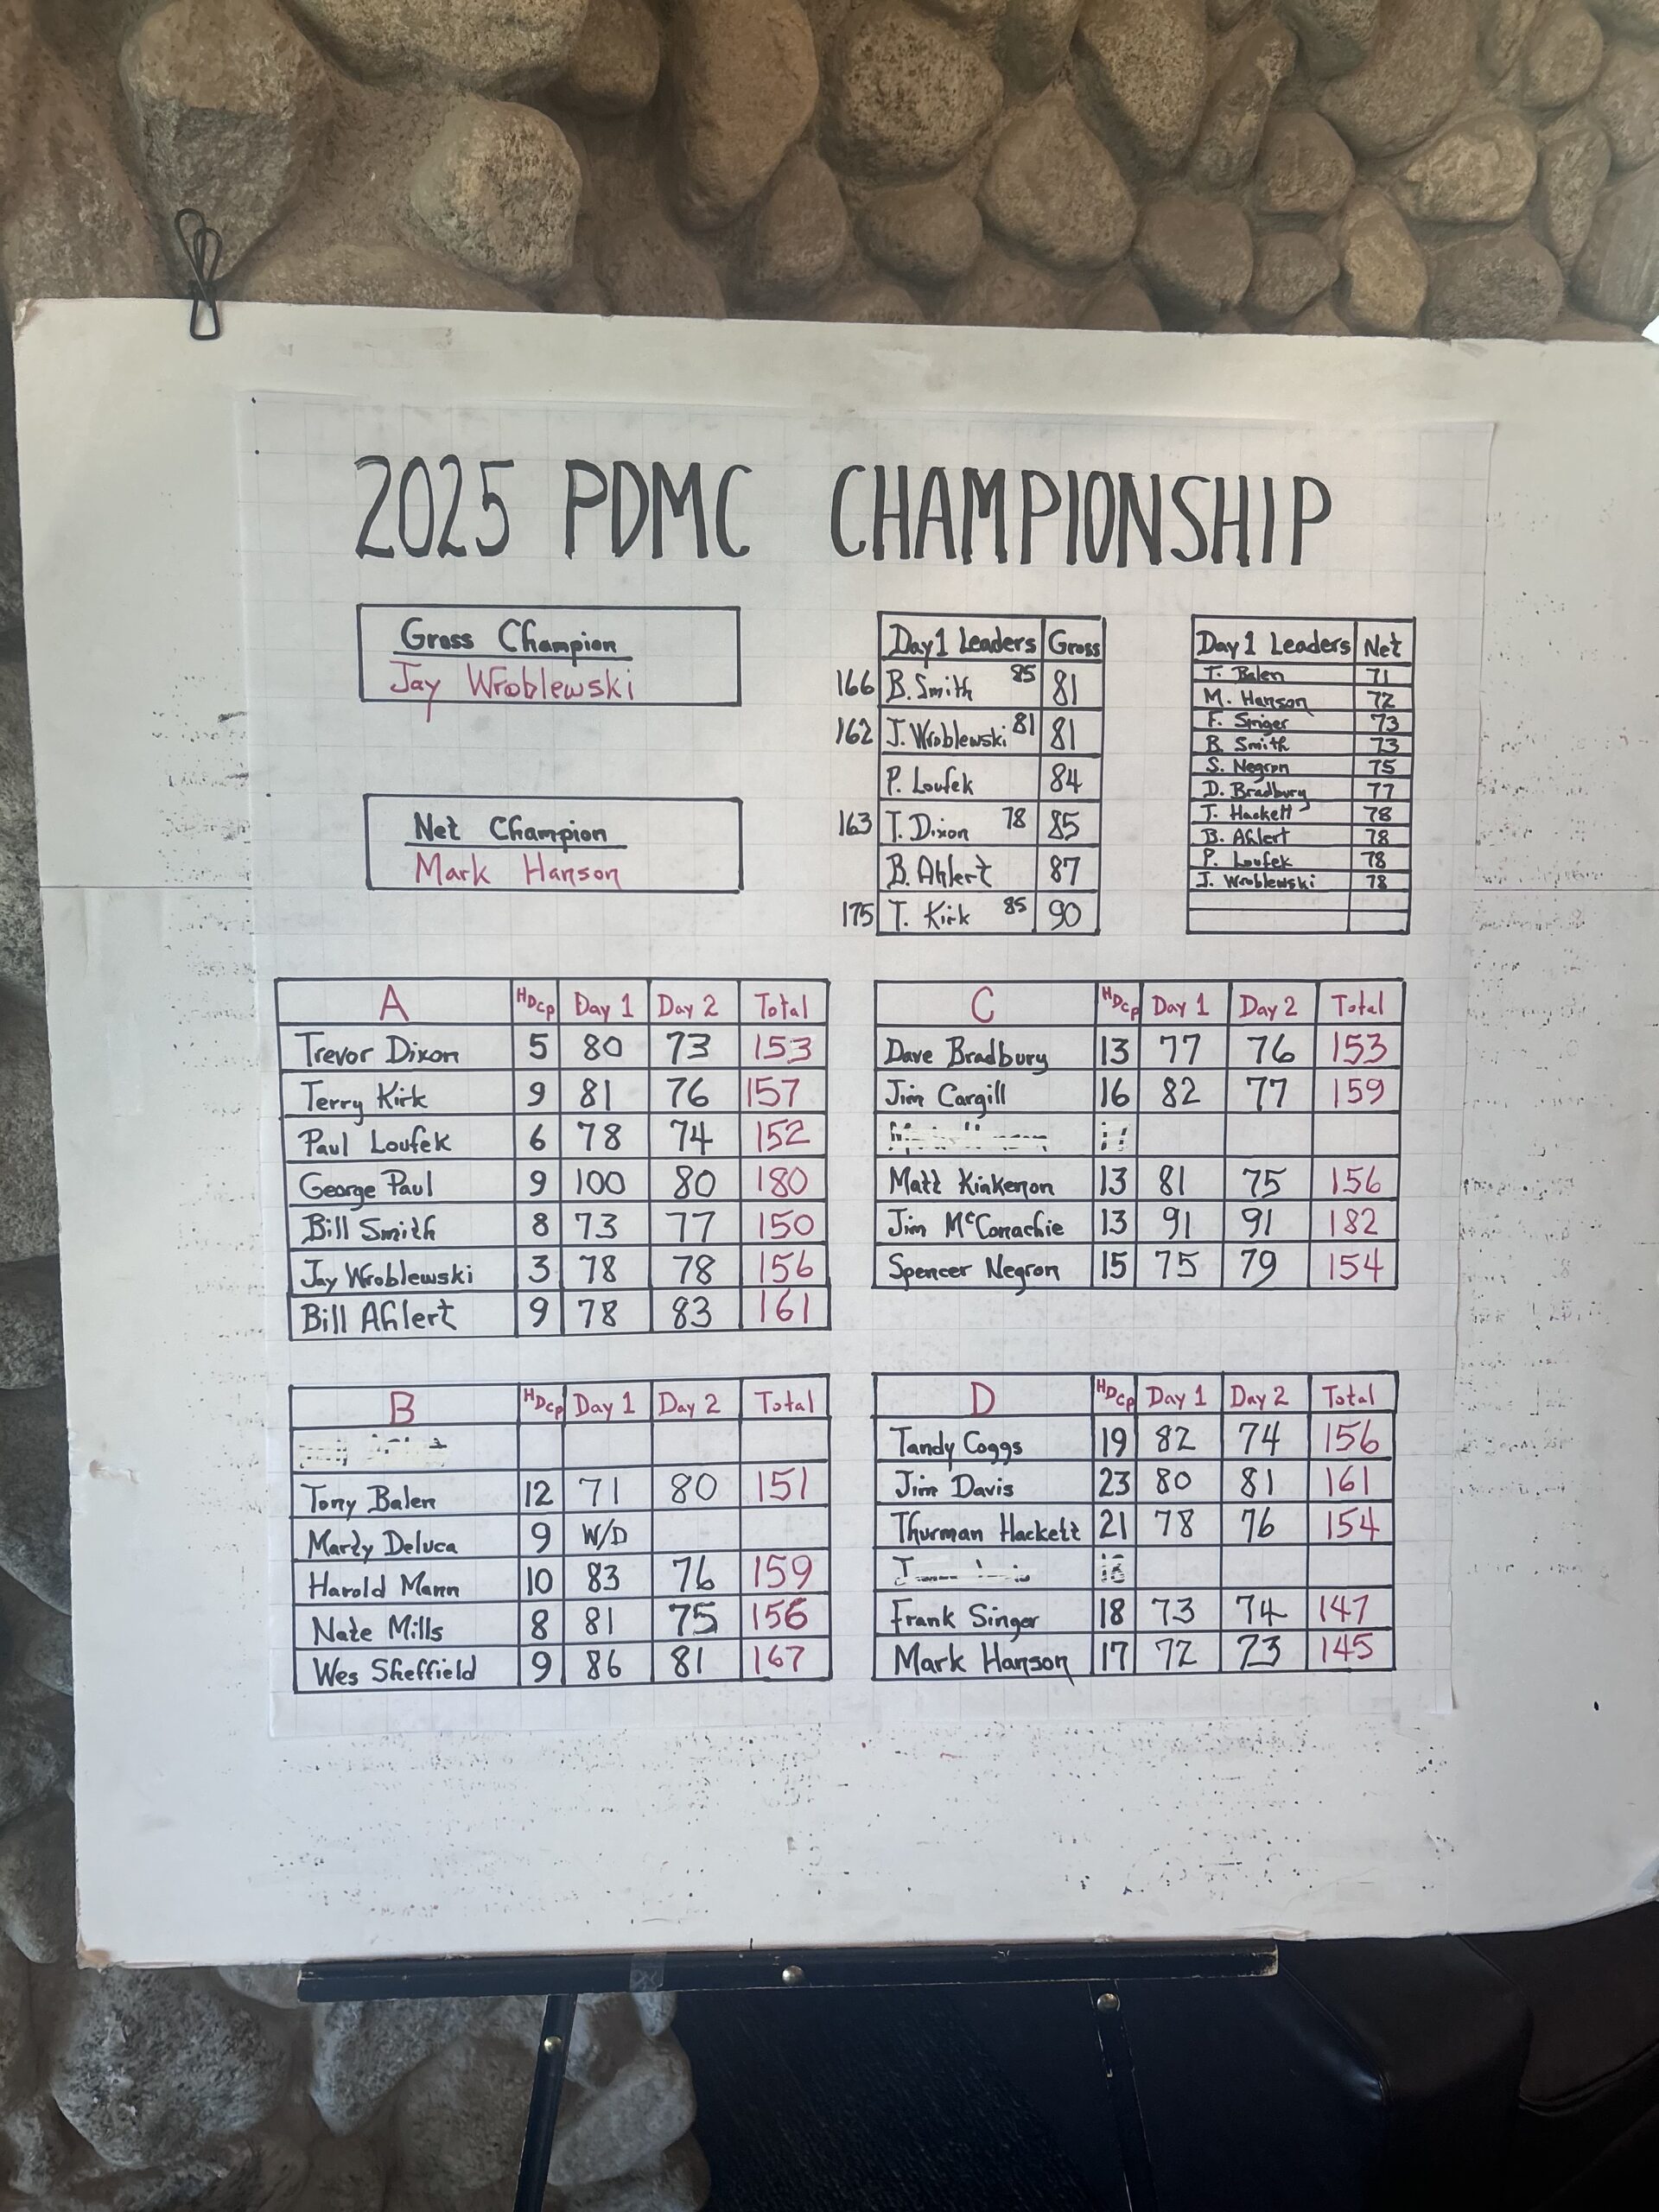 2025 PDMC CHAMPIONSHIP
Gross Champion
Jay Wroblewski
Net Champion
Mark Hanson
Day 1 Leaders Gross
166 B. Smith 85 81
162 J. Wroblewski 81 81
P. Loufek 84
163 T. Dixon 78 85
B. Ahlert 87
175 T. Kirk 85 90
Day 1 Leaders Net
T. Balen 71
M. Hanson 72
F. Singer 73
B. Smith 73
S. Negron 75
D. Bradbury 77
T. Hackett 78
B. Ahlert 78
P. Loufek 78
J. Wroblewski 78
A HDcp Day 1 Day 2 Total
Trevor Dixon 5 80 73 153
Terry Kirk 9 81 76 157
Paul Loufek 6 78 74 152
George Paul 9 100 80 180
Bill Smith 8 73 77 150
Jay Wroblewski 3 78 78 156
Bill Ahlert 9 78 83 161
C HDcp Day 1 Day 2 Total
Dave Bradbury 13 77 76 153
Jim Cargill 16 82 77 159
Matt Kinkenon 13 81 75 156
Jim McConachie 13 91 91 182
Spencer Negron 15 75 79 154
B HDcp Day 1 Day 2 Total
Tony Balen 12 71 80 151
Marty Deluca 9 W/D
Harold Mann 10 83 76 159
Nate Mills 8 81 75 156
Wes Sheffield 9 86 81 167
D HDcp Day 1 Day 2 Total
Tandy Coggs 19 82 74 156
Jim Davis 23 80 81 161
Thurman Hackett 21 78 76 154
Frank Singer 18 73 74 147
Mark Hanson 17 72 73 145